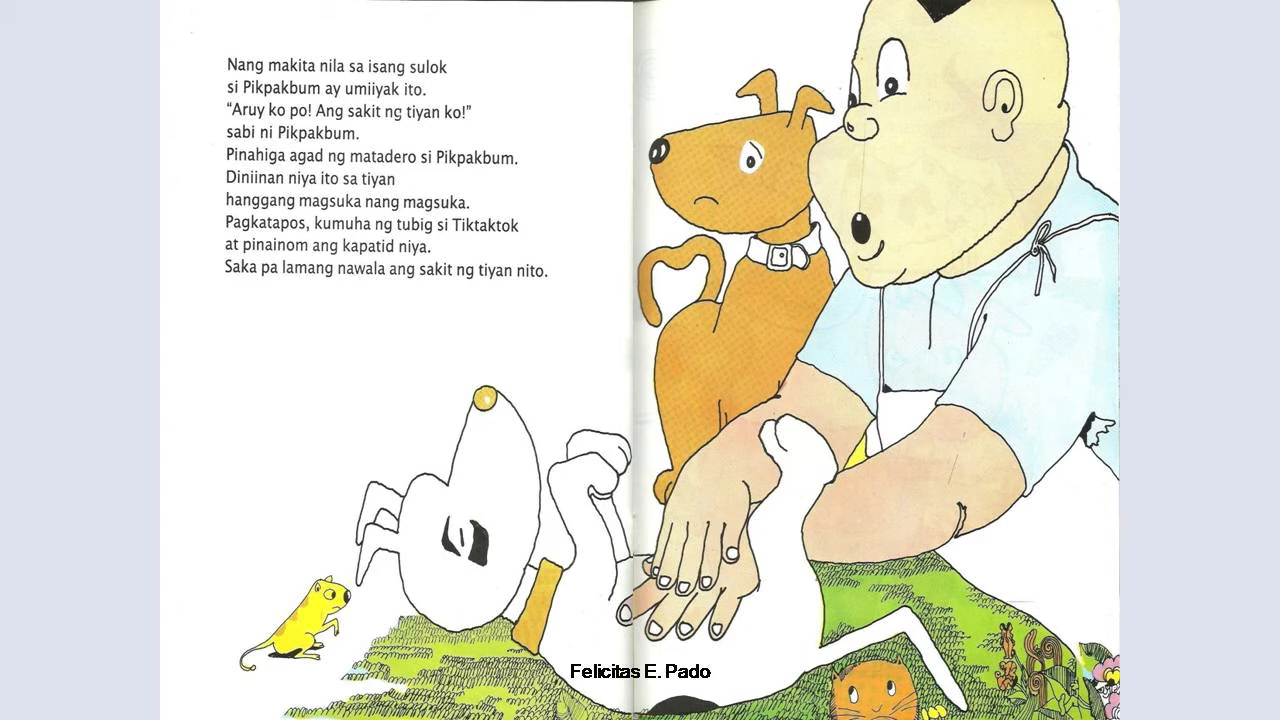 Nang makita nila sa isang sulok
si Pikpakbum ay umiiyak ito.
“Aruy ko po! Ang sakit ng tiyan ko!”
sabi ni Pikpakbum.
Pinahiga agad ng matadero si Pikpakbum.
Diniinan niya ito sa tiyan
hanggang magsuka nang magsuka.
Pagkatapos, kumuha ng tubig si Tiktaktok
at pinainom ang kapatid niya.
Saka pa lamang nawala ang sakit ng tiyan nito.
Felicitas E. Pado